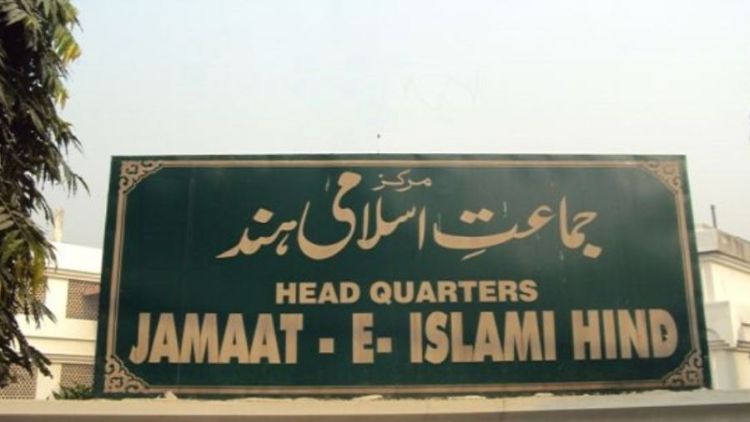 مرکز
جماعتِ اسلامی ہند
HEAD QUARTERS
JAMAAT - E- ISLAMI HIND